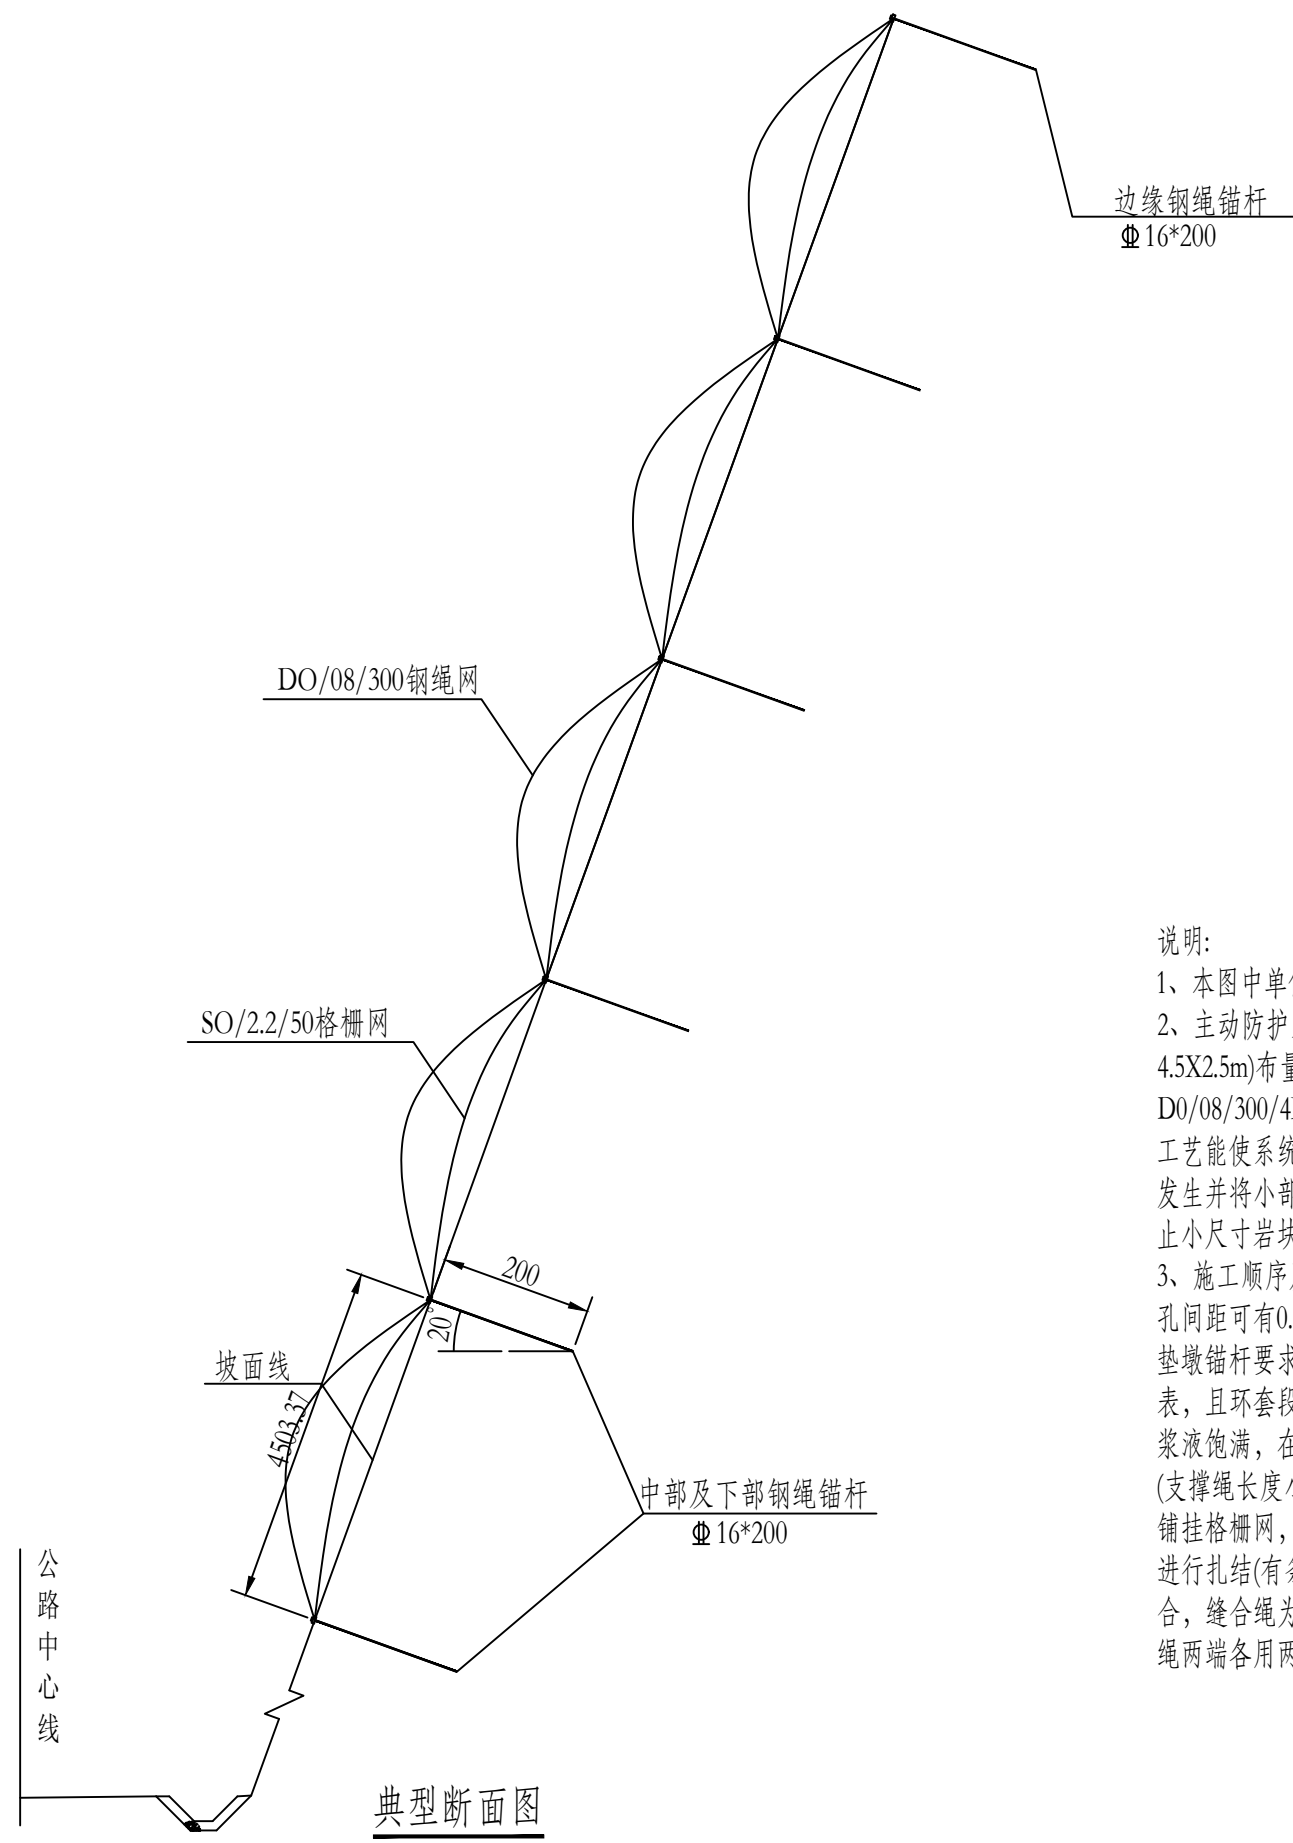 边缘钢绳锚杆
16*200
DO/08/300钢绳网
SO/2.2/50格栅网
200
20°
坡面线
4503.37
中部及下部钢绳锚杆
16*200
公路中心线
典型断面图
说明:
1、本图中单
2、主动防护
4.5X2.5m)布
D0/08/300/4
工艺能使系统
发生并将小部
止小尺寸岩块
3、施工顺序
孔间距可有0.
垫墩锚杆要求
表，且环套段
浆液饱满，在
(支撑绳长度
铺挂格栅网，
进行扎结(有
合，缝合绳为
绳两端各用两